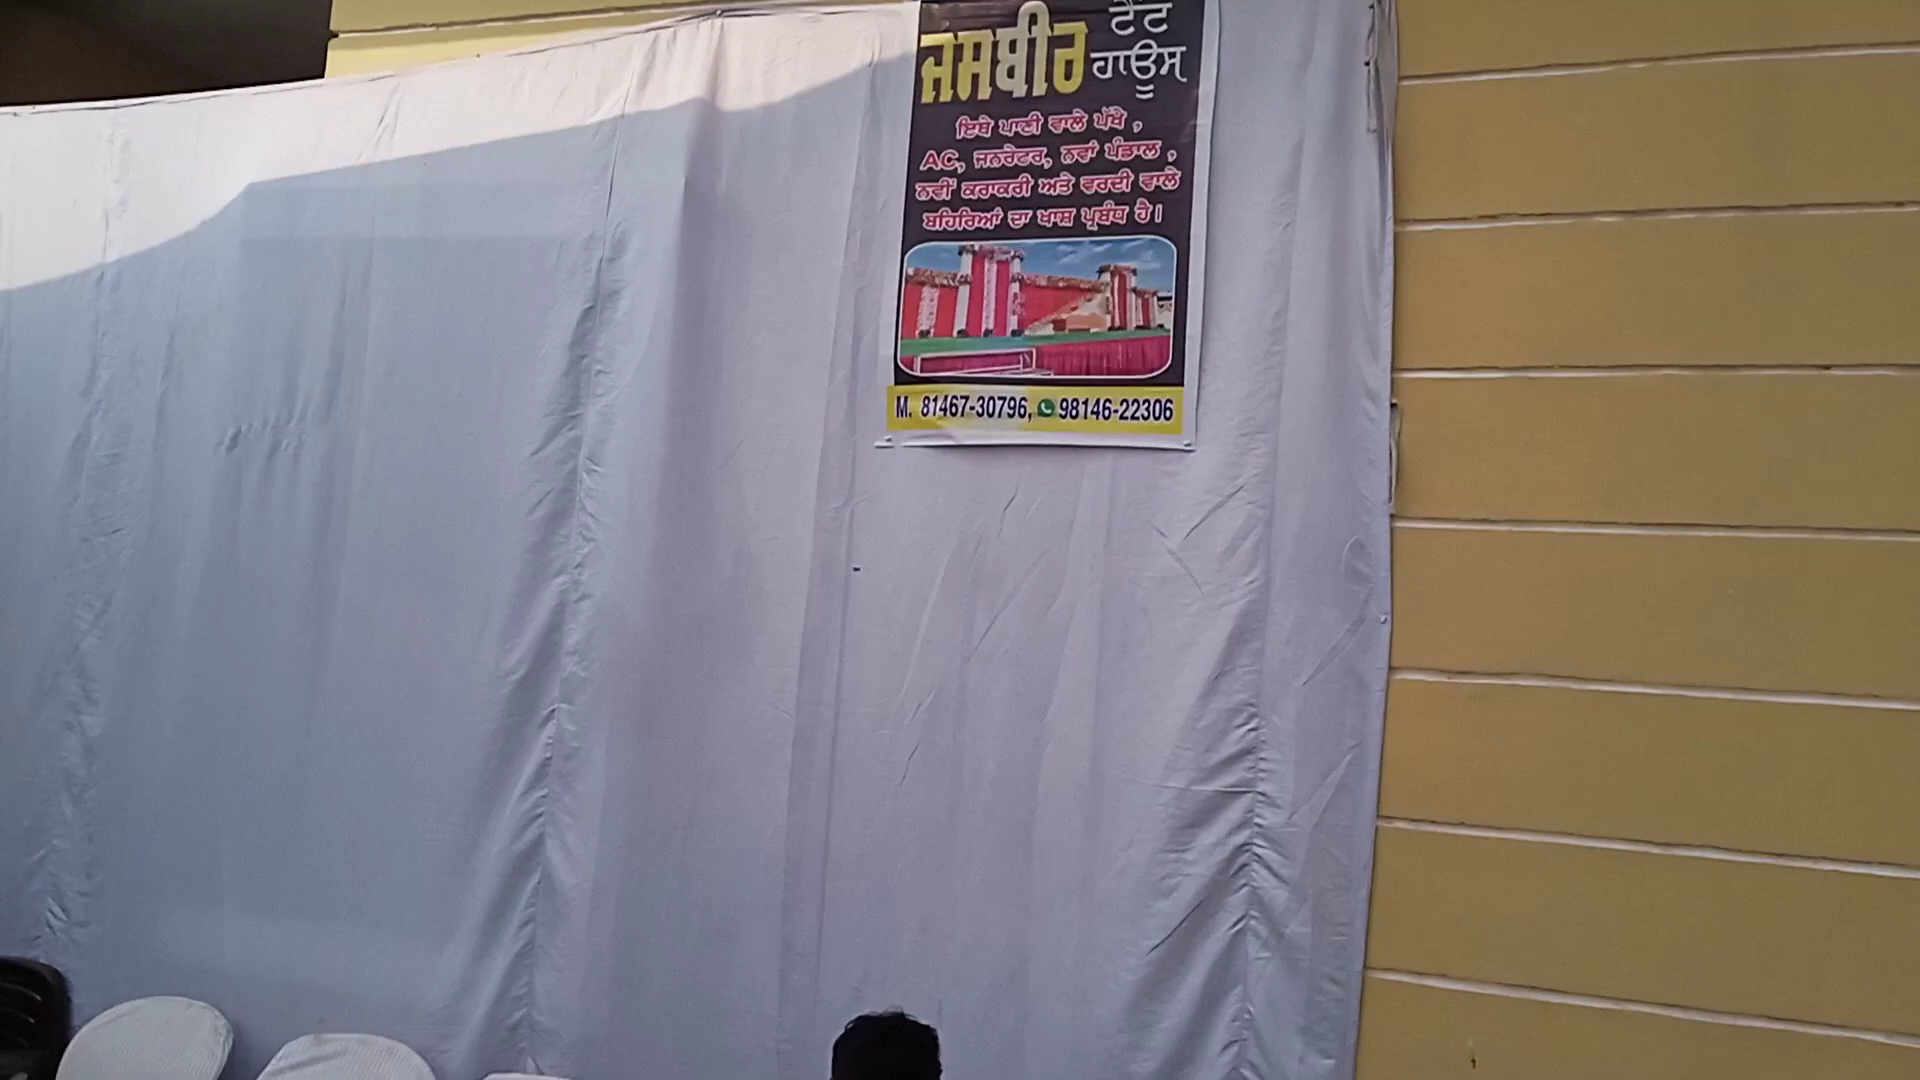 ਜਸਬੀਰ ਟੈਂਟ ਹਾਊਸ
ਇਥੇ ਪਾਣੀ ਵਾਲੇ ਪੱਖੇ,
AC, ਜਨਰੇਟਰ, ਨਵਾਂ ਪੰਡਾਲ,
ਨਵੀਂ ਕਰਾਕਰੀ ਅਤੇ ਵਰਦੀ ਵਾਲੇ
ਬਹਿਰਿਆਂ ਦਾ ਖਾਸ਼ ਪ੍ਰਬੰਧ ਹੈ।
M. 81467-30796, 98146-22306